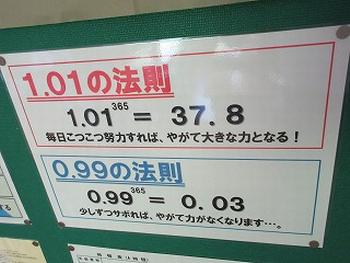 1.01の法則
1.01³⁶⁵ = 37.8
毎日こつこつ努力すれば、やがて大きな力となる!
0.99の法則
0.99³⁶⁵ = 0.03
少しずつサボれば、やがて力がなくなります…。